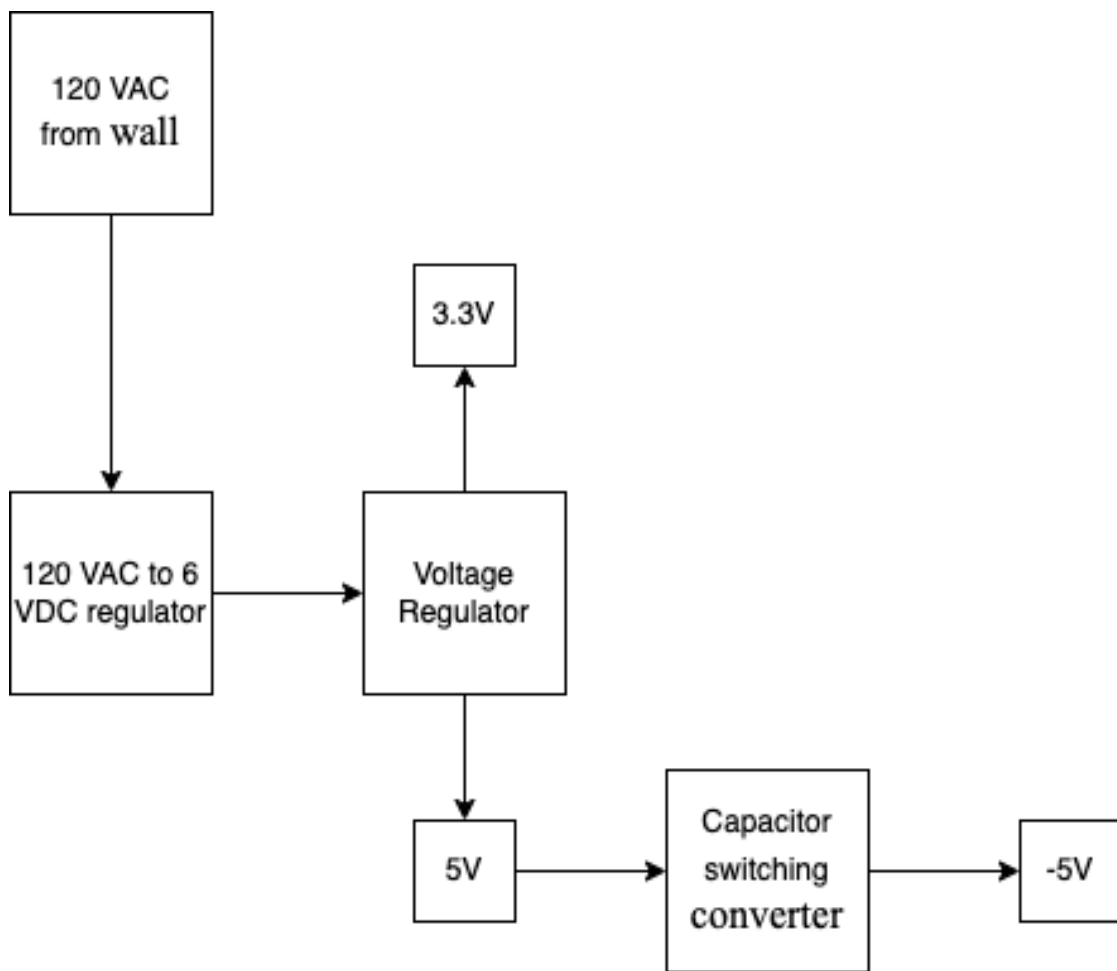 120 VAC
from wall
3.3V
120 VAC to 6
VDC regulator
Voltage
Regulator
5V
Capacitor
switching
converter
-5V